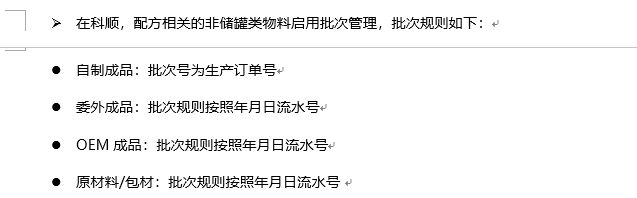 在科顺，配方相关的非储罐类物料启用批次管理，批次规则如下：
自制成品：批次号为生产订单号
委外成品：批次规则按照年月日流水号
OEM 成品：批次规则按照年月日流水号
原材料/包材：批次规则按照年月日流水号